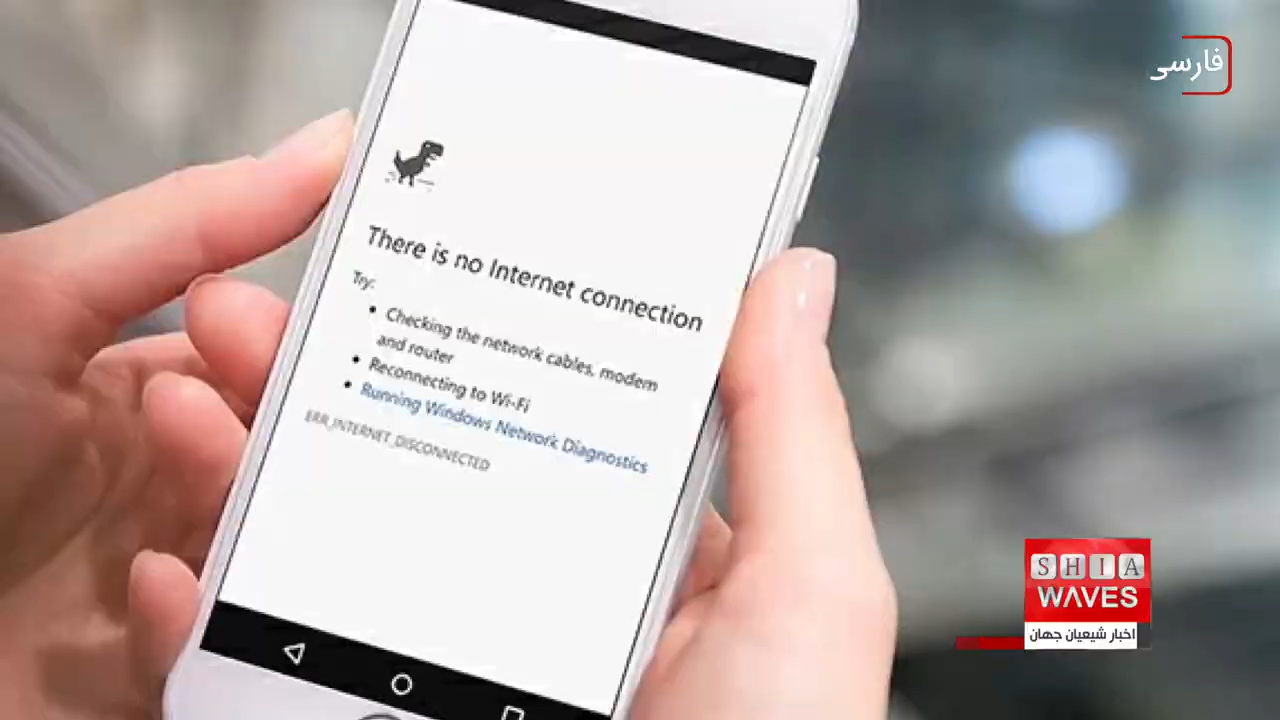 فارسی
There is no Internet connection
Try:
• Checking the network cables, modem
and router
• Reconnecting to Wi-Fi
• Running Windows Network Diagnostics
ERR_INTERNET_DISCONNECTED
SHIA
WAVES
اخبار شیعیان جهان